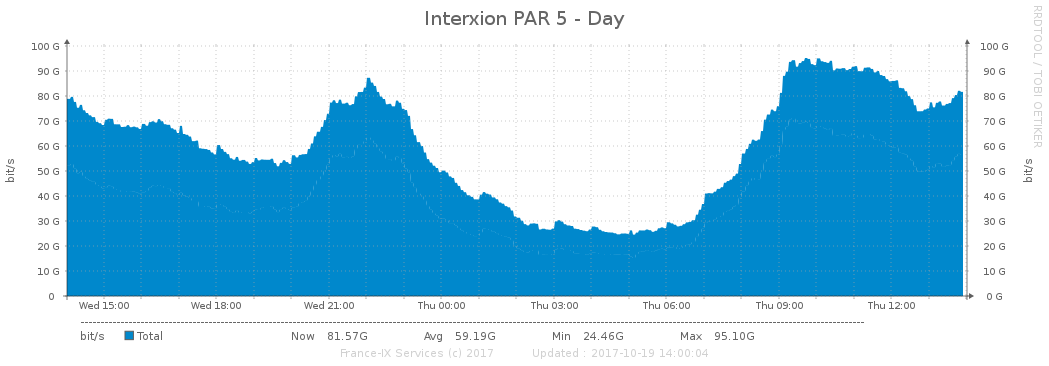 Interxion PAR 5 - Day
RRDTOOL / TOBI OETIKER
100 G 100 G
90 G 90 G
80 G 80 G
70 G 70 G
60 G 60 G
50 G 50 G
40 G 40 G
30 G 30 G
20 G 20 G
10 G 10 G
0 0 G
bit/s bit/s
Wed 15:00 Wed 18:00 Wed 21:00 Thu 00:00 Thu 03:00 Thu 06:00 Thu 09:00 Thu 12:00
bit/s Total Now 81.57G Avg 59.19G Min 24.46G Max 95.10G
France-IX Services (c) 2017 Updated : 2017-10-19 14:00:04